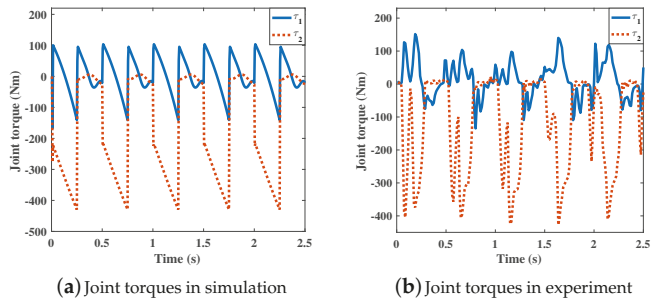 τ1
τ2
100
0
-100
-200
-300
-400
-500
Joint torque (Nm)
0
0.5
1
1.5
2
2.5
Time (s)
(a) Joint torques in simulation
τ1
τ2
200
100
0
-100
-200
-300
-400
Joint torque (Nm)
0
0.5
1
1.5
2
2.5
Time (s)
(b) Joint torques in experiment